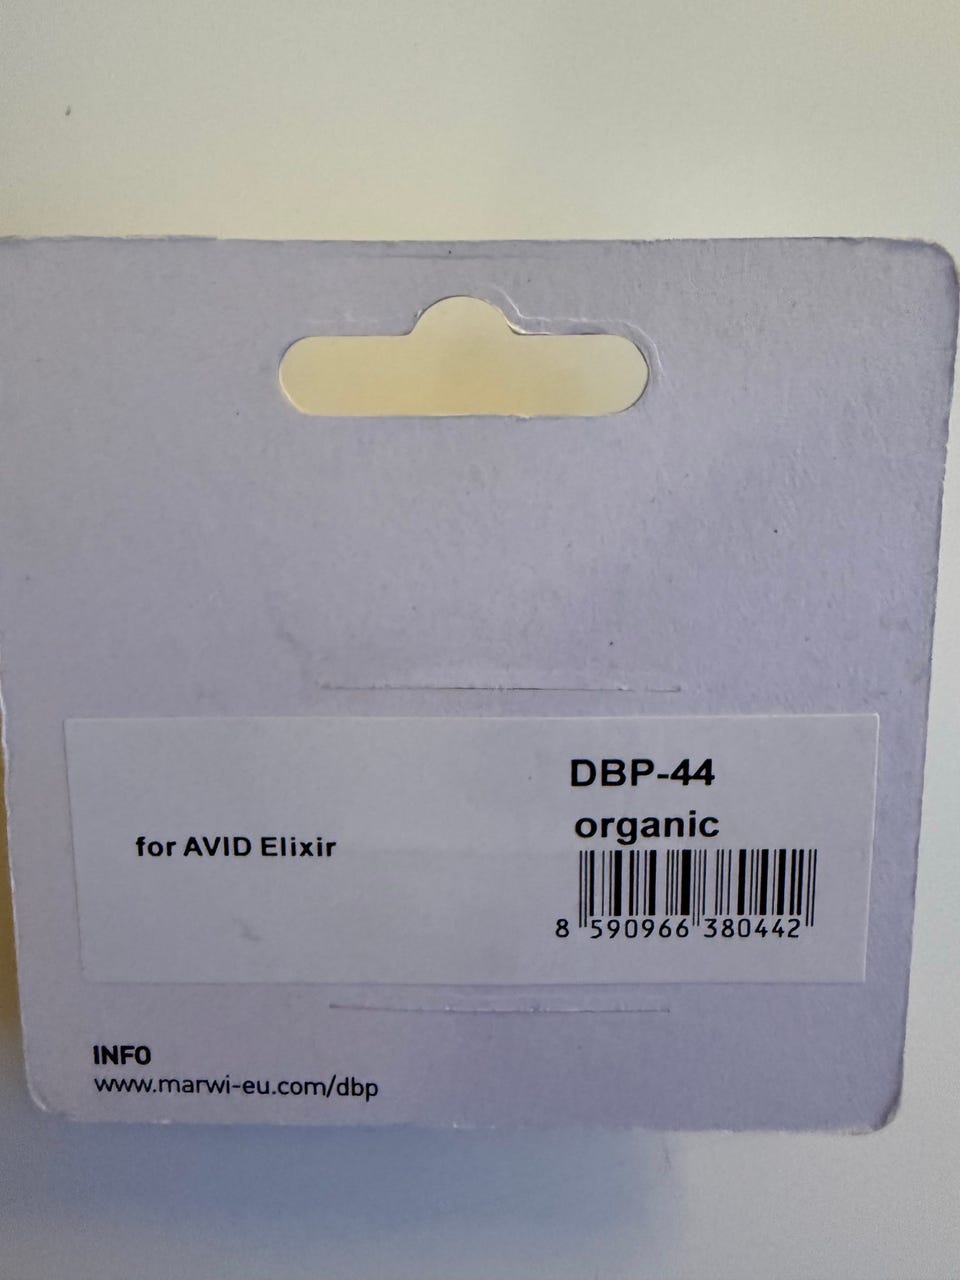 DBP-44
organic
for AVID Elixir
8 590966 380442
INFO
www.marwi-eu.com/dbp